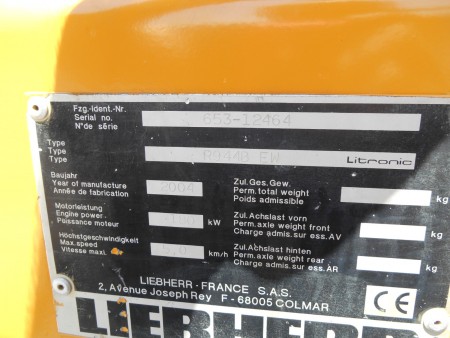 Fzg.-Ident.-Nr.
Serial no.
N°de série
653-12464
Type
Type
Type
Litronic
Baujahr
Year of manufacture
Année de fabrication
2004
Motorleistung
Engine power
Puissance moteur
kW
Höchstgeschwindigkeit
Max. speed
Vitesse maxi.
km/h
Zul. Ges. Gew.
Perm. total weight
Poids admissible
kg
Zul. Achslast vorn
Perm. axle weight front
Charge admis. sur ess. AV
kg
Zul. Achslast hinten
Perm. axle weight rear
Charge admis. sur ess. AR
kg
LIEBHERR - FRANCE S.A.S.
2, Avenue Joseph Rey F - 68005 COLMAR
CE
LIEBHERR